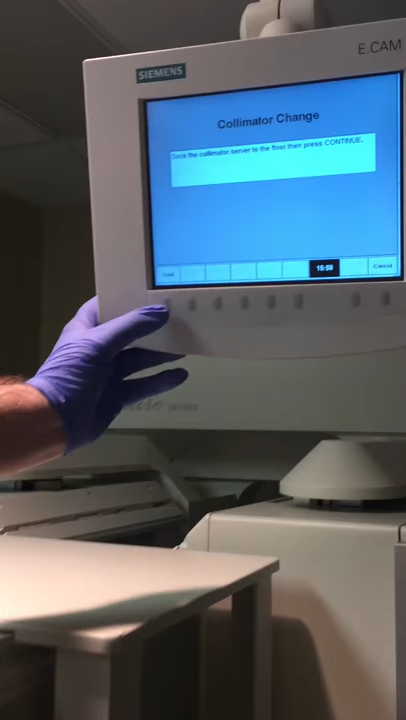 SIEMENS
E.CAM
Collimator Change
Dock the collimator server to the floor then press CONTINUE.
15:59
Cancel